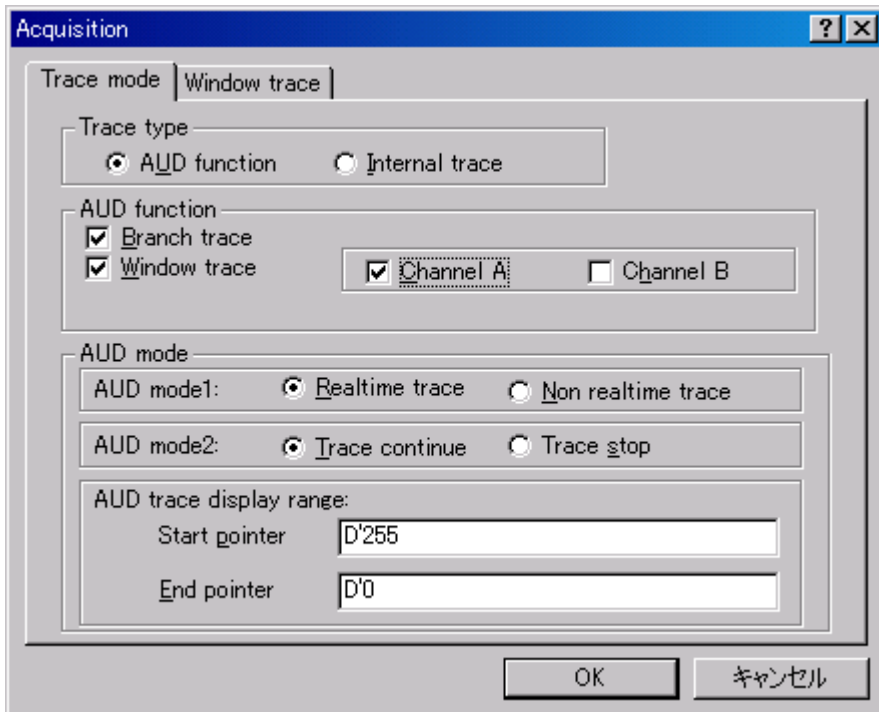 Acquisition
Trace mode Window trace
Trace type
AUD function Internal trace
AUD function
Branch trace
Window trace Channel A Channel B
AUD mode
AUD mode1: Realtime trace Non realtime trace
AUD mode2: Trace continue Trace stop
AUD trace display range:
Start pointer D'255
End pointer D'0
OK キャンセル